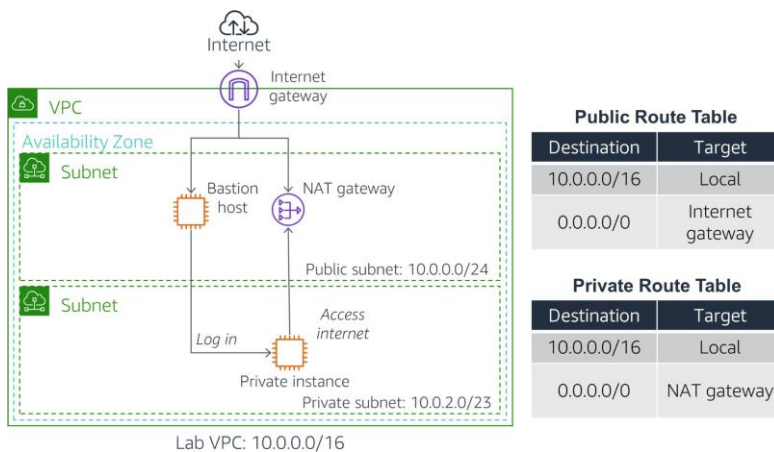 Internet
Internet
gateway
VPC
Availability Zone
Subnet
Bastion
host
NAT gateway
Public subnet: 10.0.0.0/24
Subnet
Log in
Access
internet
Private instance
Private subnet: 10.0.2.0/23
Lab VPC: 10.0.0.0/16
Public Route Table
Destination Target
10.0.0.0/16 Local
0.0.0.0/0 Internet
gateway
Private Route Table
Destination Target
10.0.0.0/16 Local
0.0.0.0/0 NAT gateway